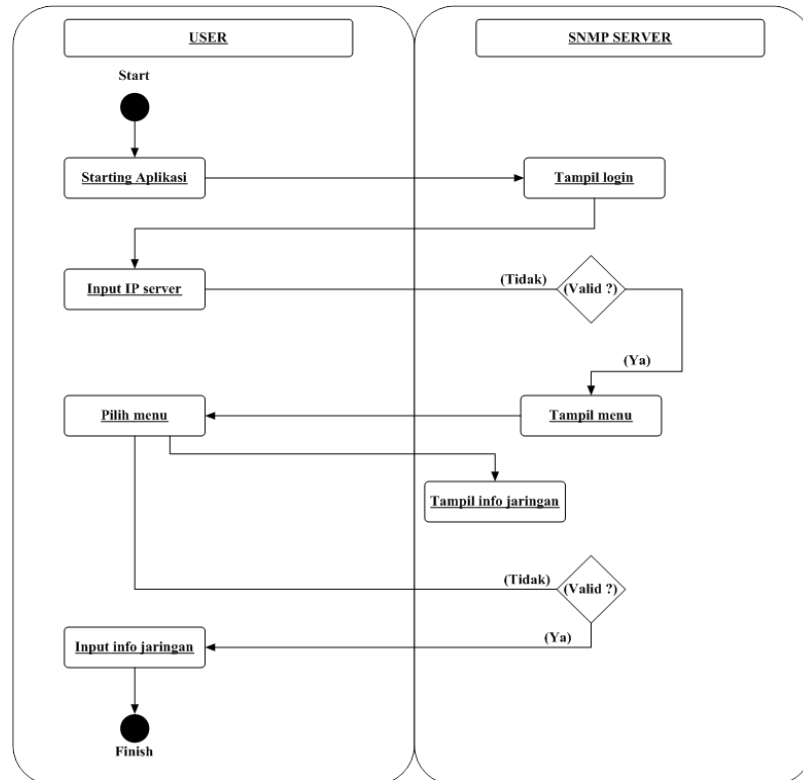 USER
SNMP SERVER
Start
Starting Aplikasi
Tampil login
Input IP server
(Tidak)
(Valid ?)
(Ya)
Pilih menu
Tampil menu
Tampil info jaringan
(Tidak)
(Valid ?)
Input info jaringan
(Ya)
Finish